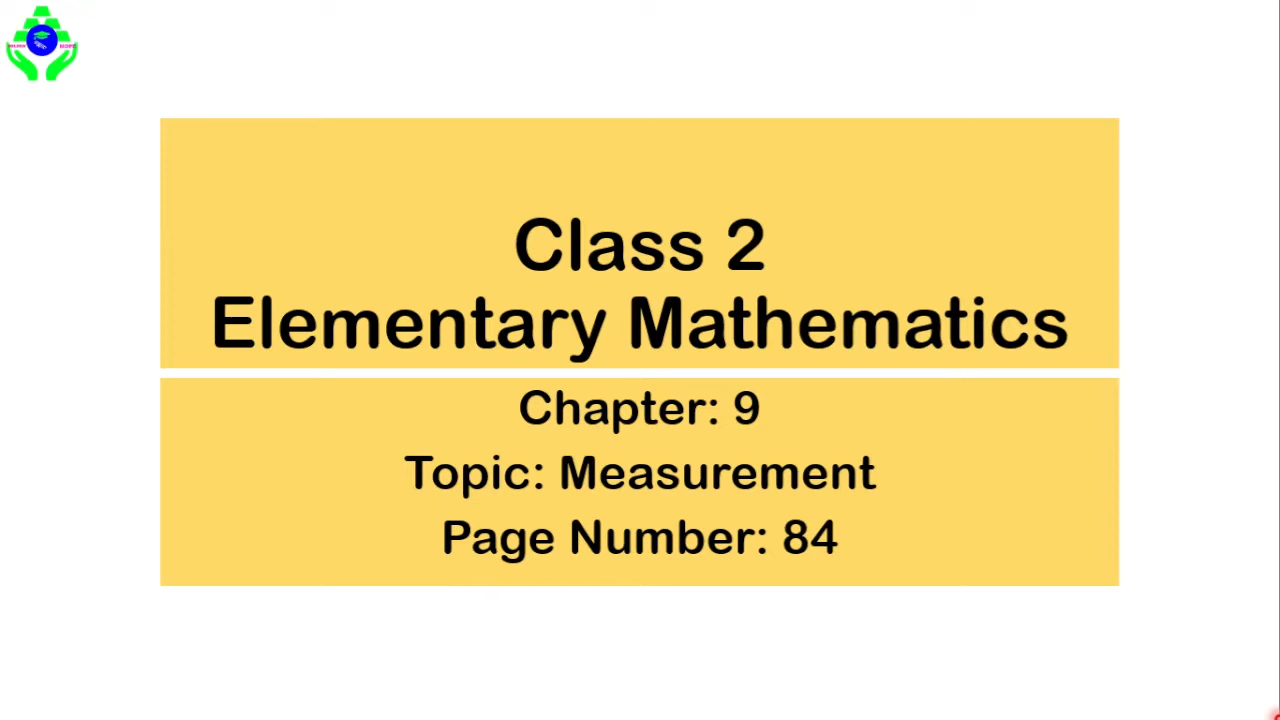 Class 2
Elementary Mathematics
Chapter: 9
Topic: Measurement
Page Number: 84